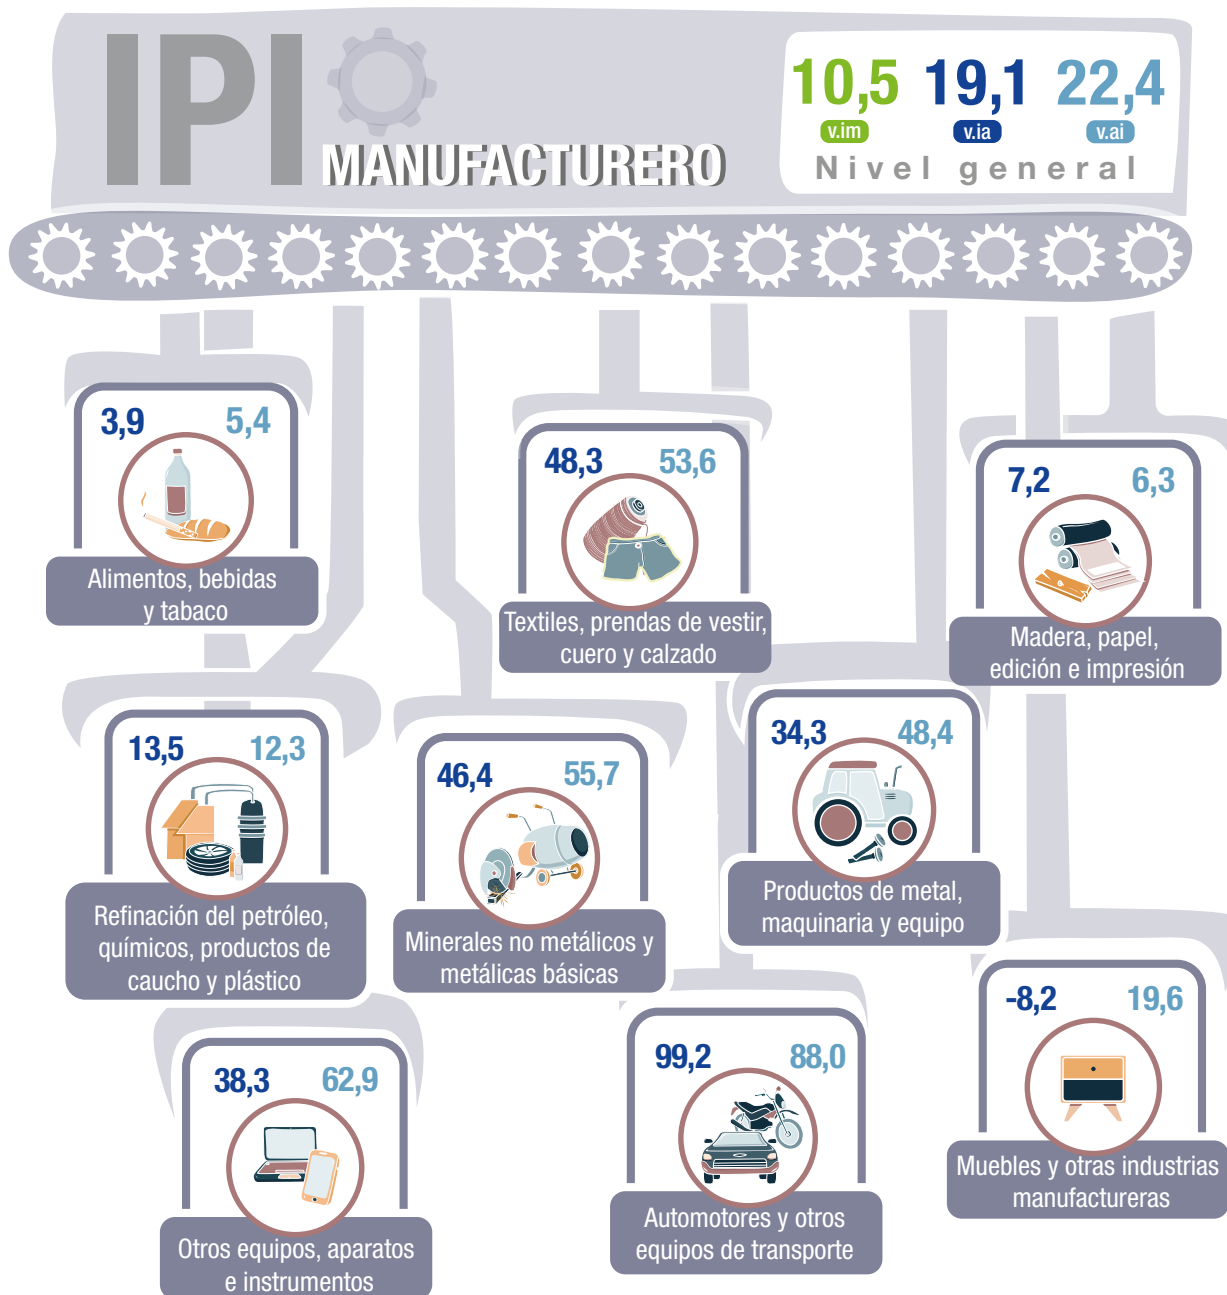 IPI
MANUFACTURERO
10,5 19,1 22,4
v.im v.ia v.ai
Nivel general
3,9 5,4
Alimentos, bebidas
y tabaco
48,3 53,6
Textiles, prendas de vestir,
cuero y calzado
7,2 6,3
Madera, papel,
edición e impresión
13,5 12,3
Refinación del petróleo,
químicos, productos de
caucho y plástico
46,4 55,7
Minerales no metálicos y
metálicas básicas
34,3 48,4
Productos de metal,
maquinaria y equipo
38,3 62,9
Otros equipos, aparatos
e instrumentos
99,2 88,0
Automotores y otros
equipos de transporte
-8,2 19,6
Muebles y otras industrias
manufactureras